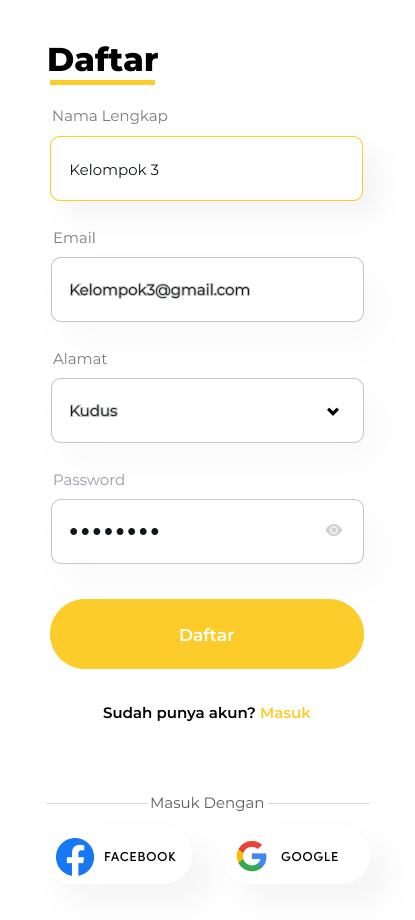 Daftar
Nama Lengkap
Kelompok 3
Email
Kelompok3@gmail.com
Alamat
Kudus
Password
••••••••
Daftar
Sudah punya akun? Masuk
Masuk Dengan
FACEBOOK
GOOGLE